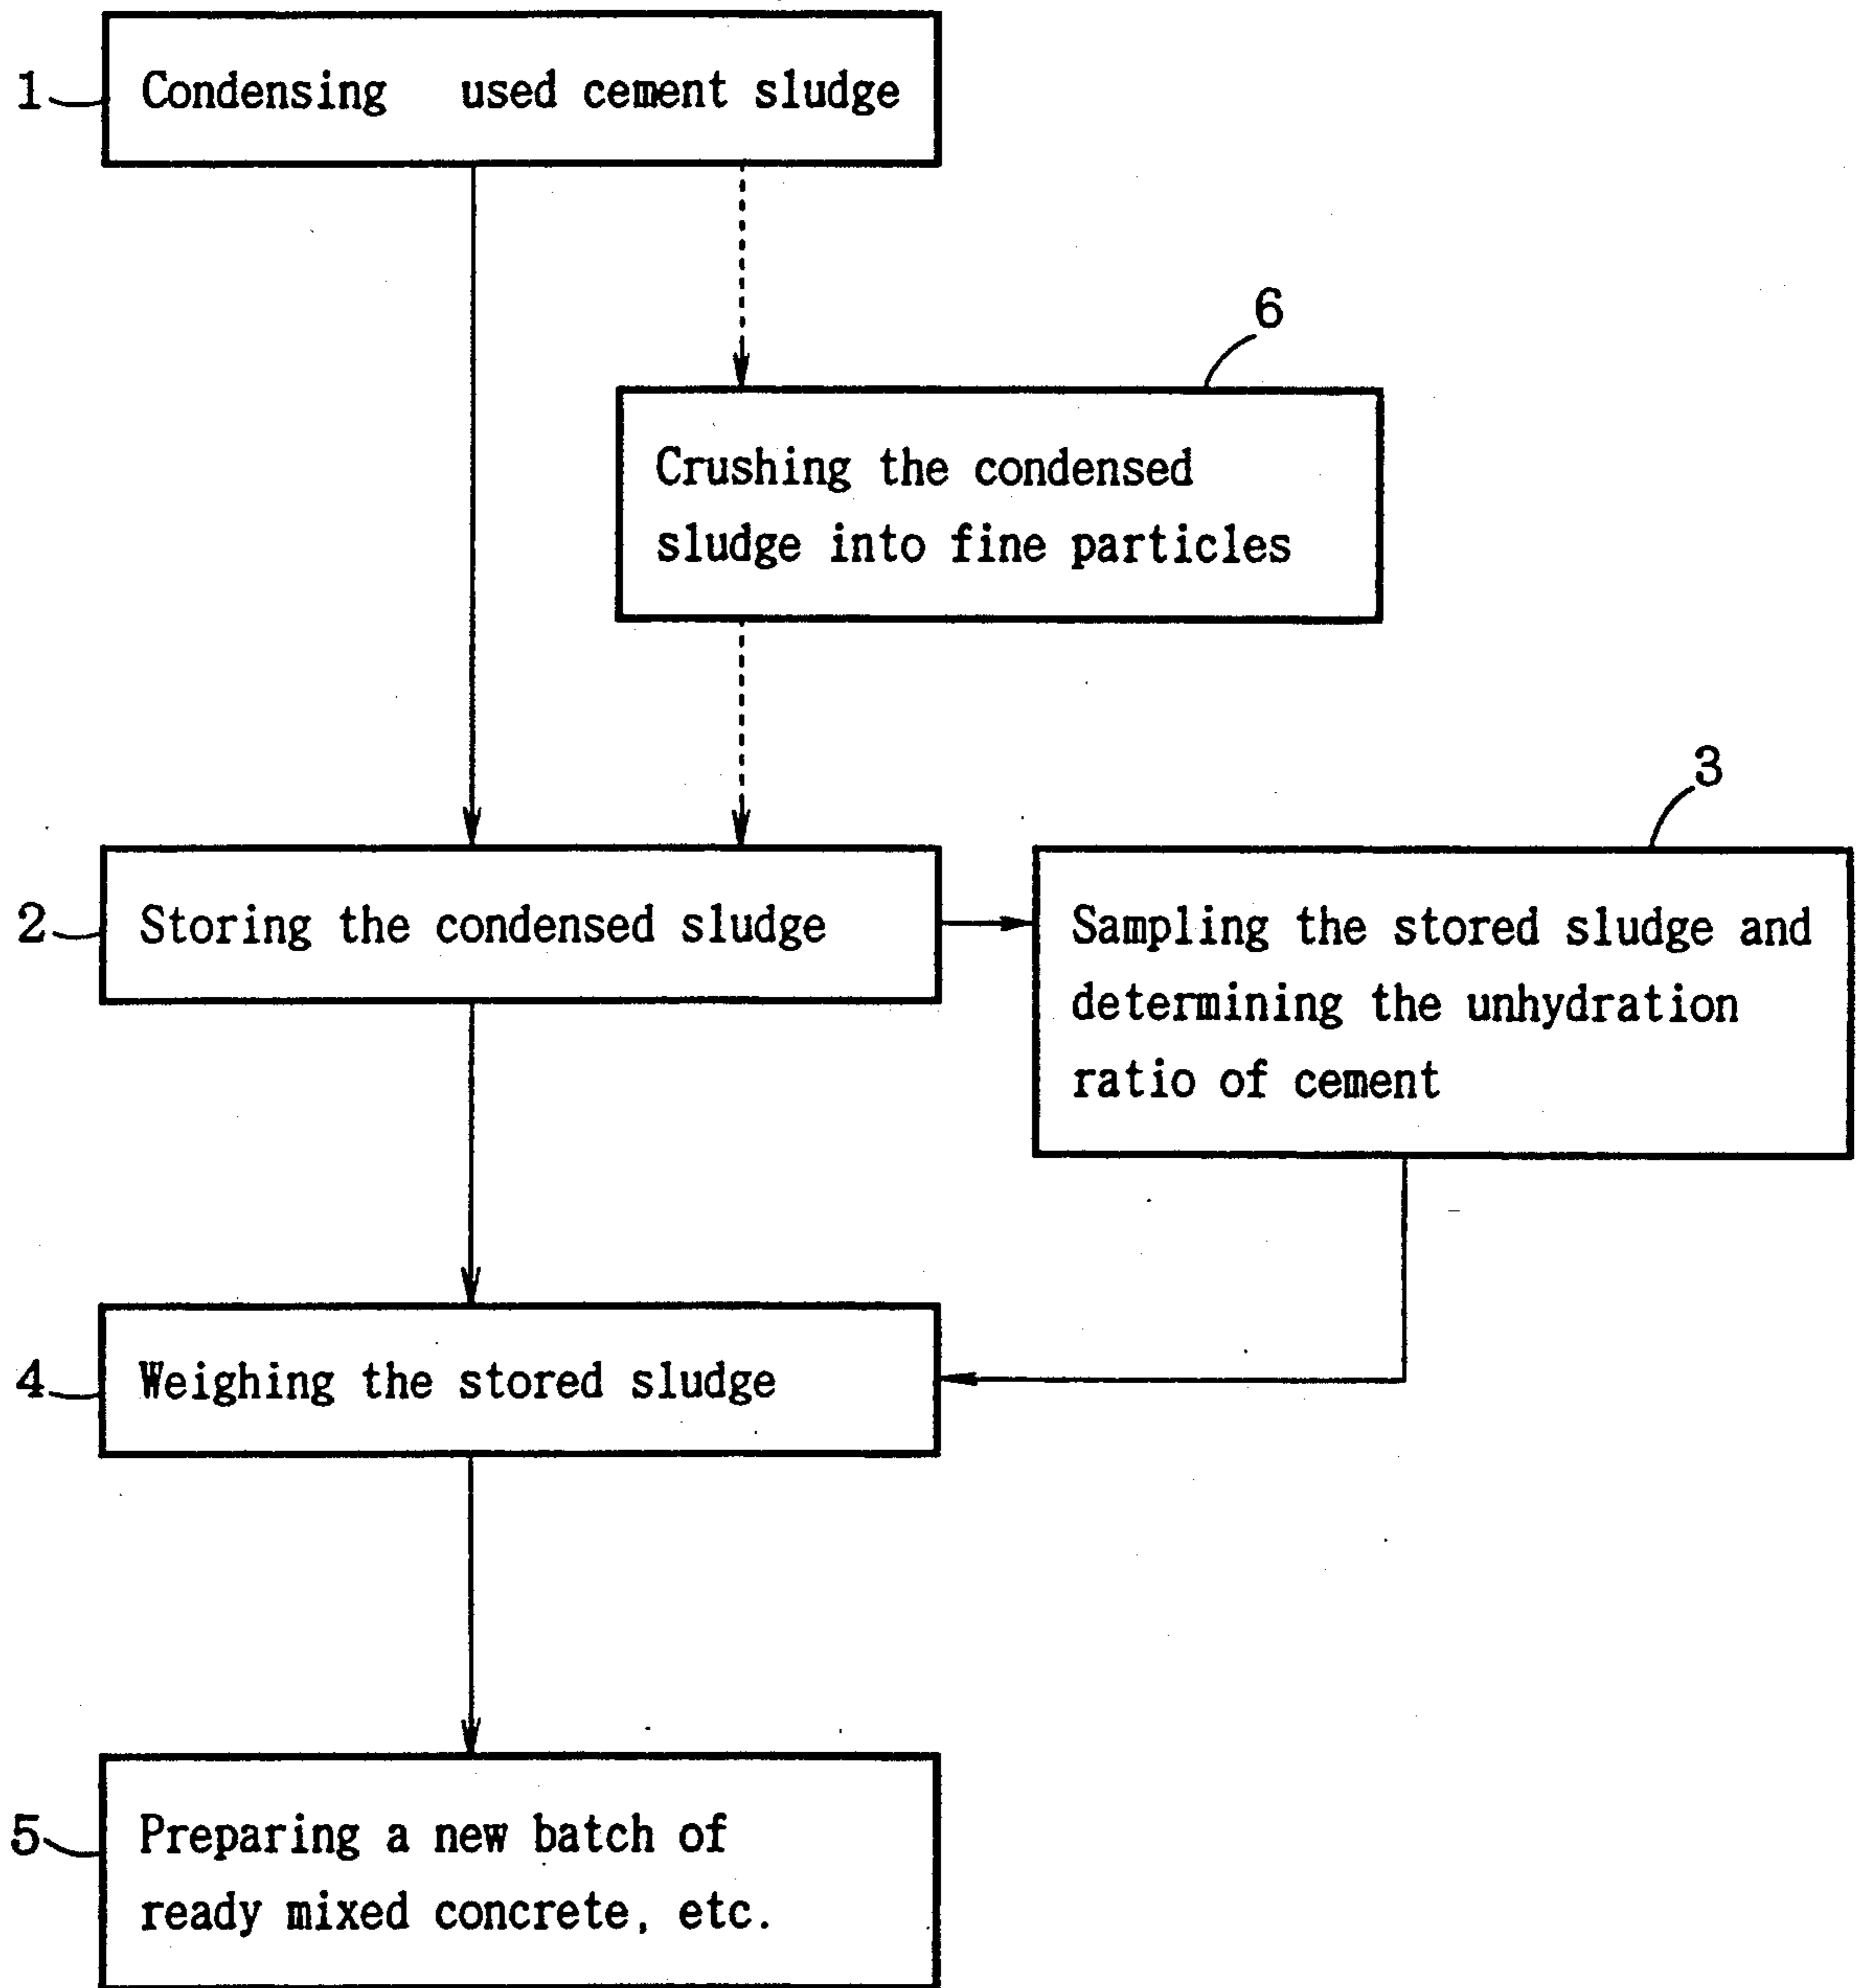 1 Condensing used cement sludge
6
Crushing the condensed
sludge into fine particles
3
2 Storing the condensed sludge
Sampling the stored sludge and
determining the unhydration
ratio of cement
4 Weighing the stored sludge
5 Preparing a new batch of
ready mixed concrete, etc.